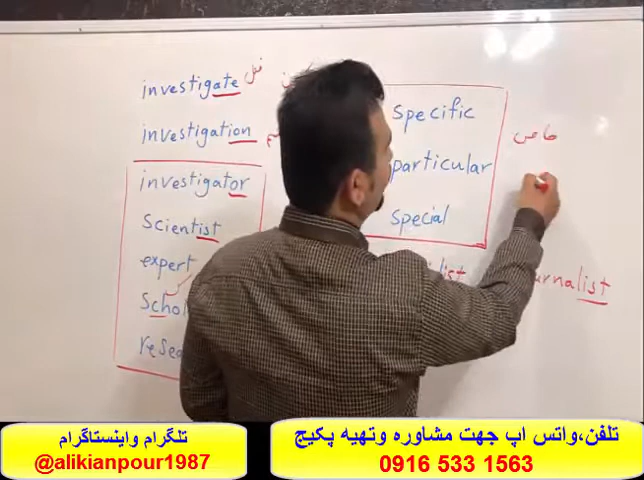 investigate فعل
investigation
investigator
Scientist
expert
Specific
particular خاص
Special
تلگرام واینستاگرام
@alikianpour1987
تلفن،واتس اپ جهت مشاوره وتهیه پکیج
0916 533 1563